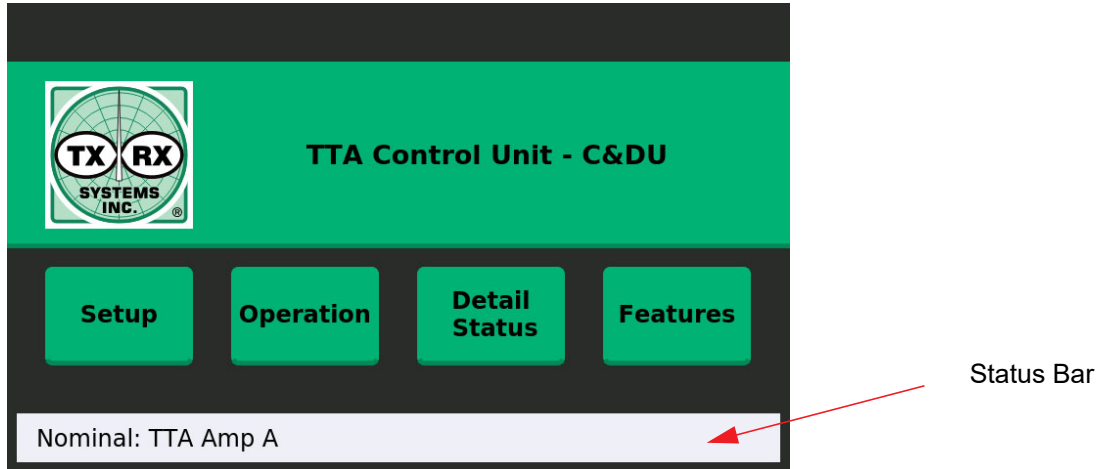 TX RX
SYSTEMS
INC. ®
TTA Control Unit - C&DU
Setup
Operation
Detail
Status
Features
Status Bar
Nominal: TTA Amp A